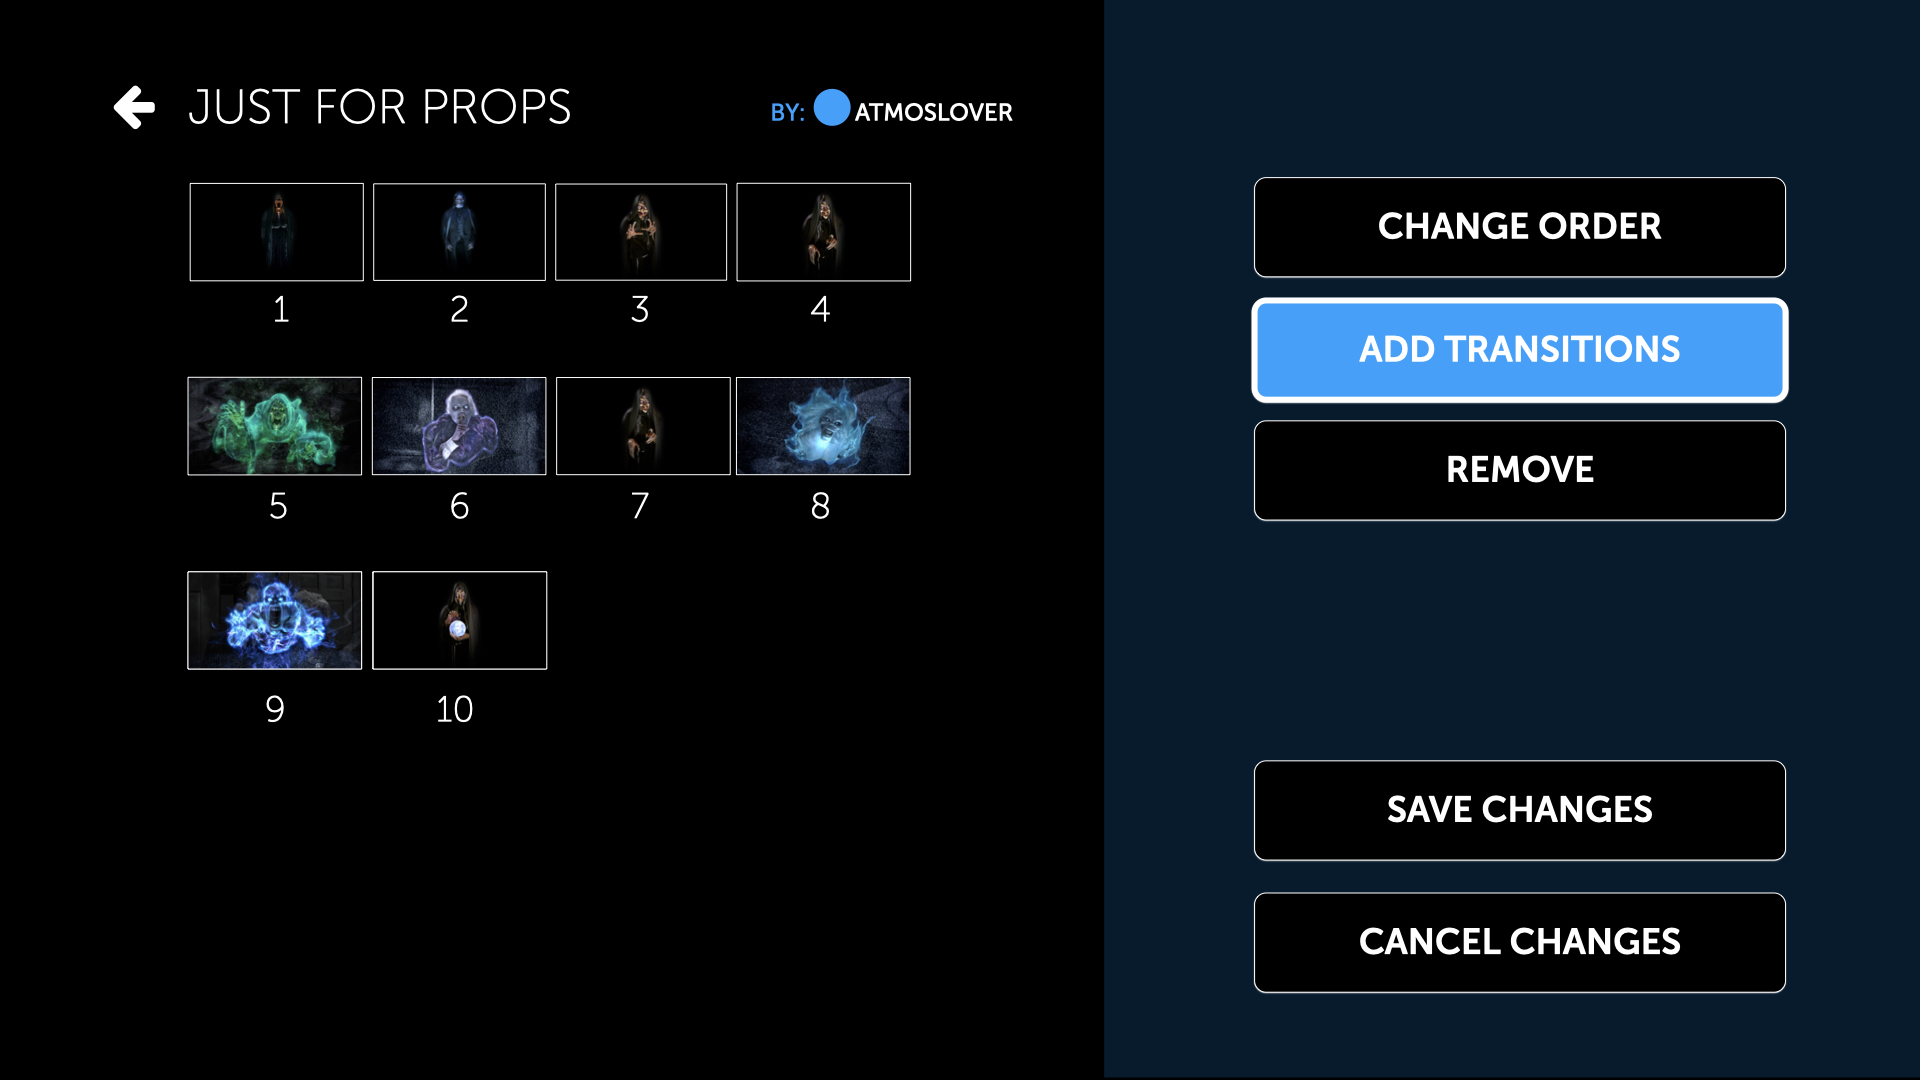 JUST FOR PROPS
BY: ATMOSLOVER
1 2 3 4
5 6 7 8
9 10
CHANGE ORDER
ADD TRANSITIONS
REMOVE
SAVE CHANGES
CANCEL CHANGES